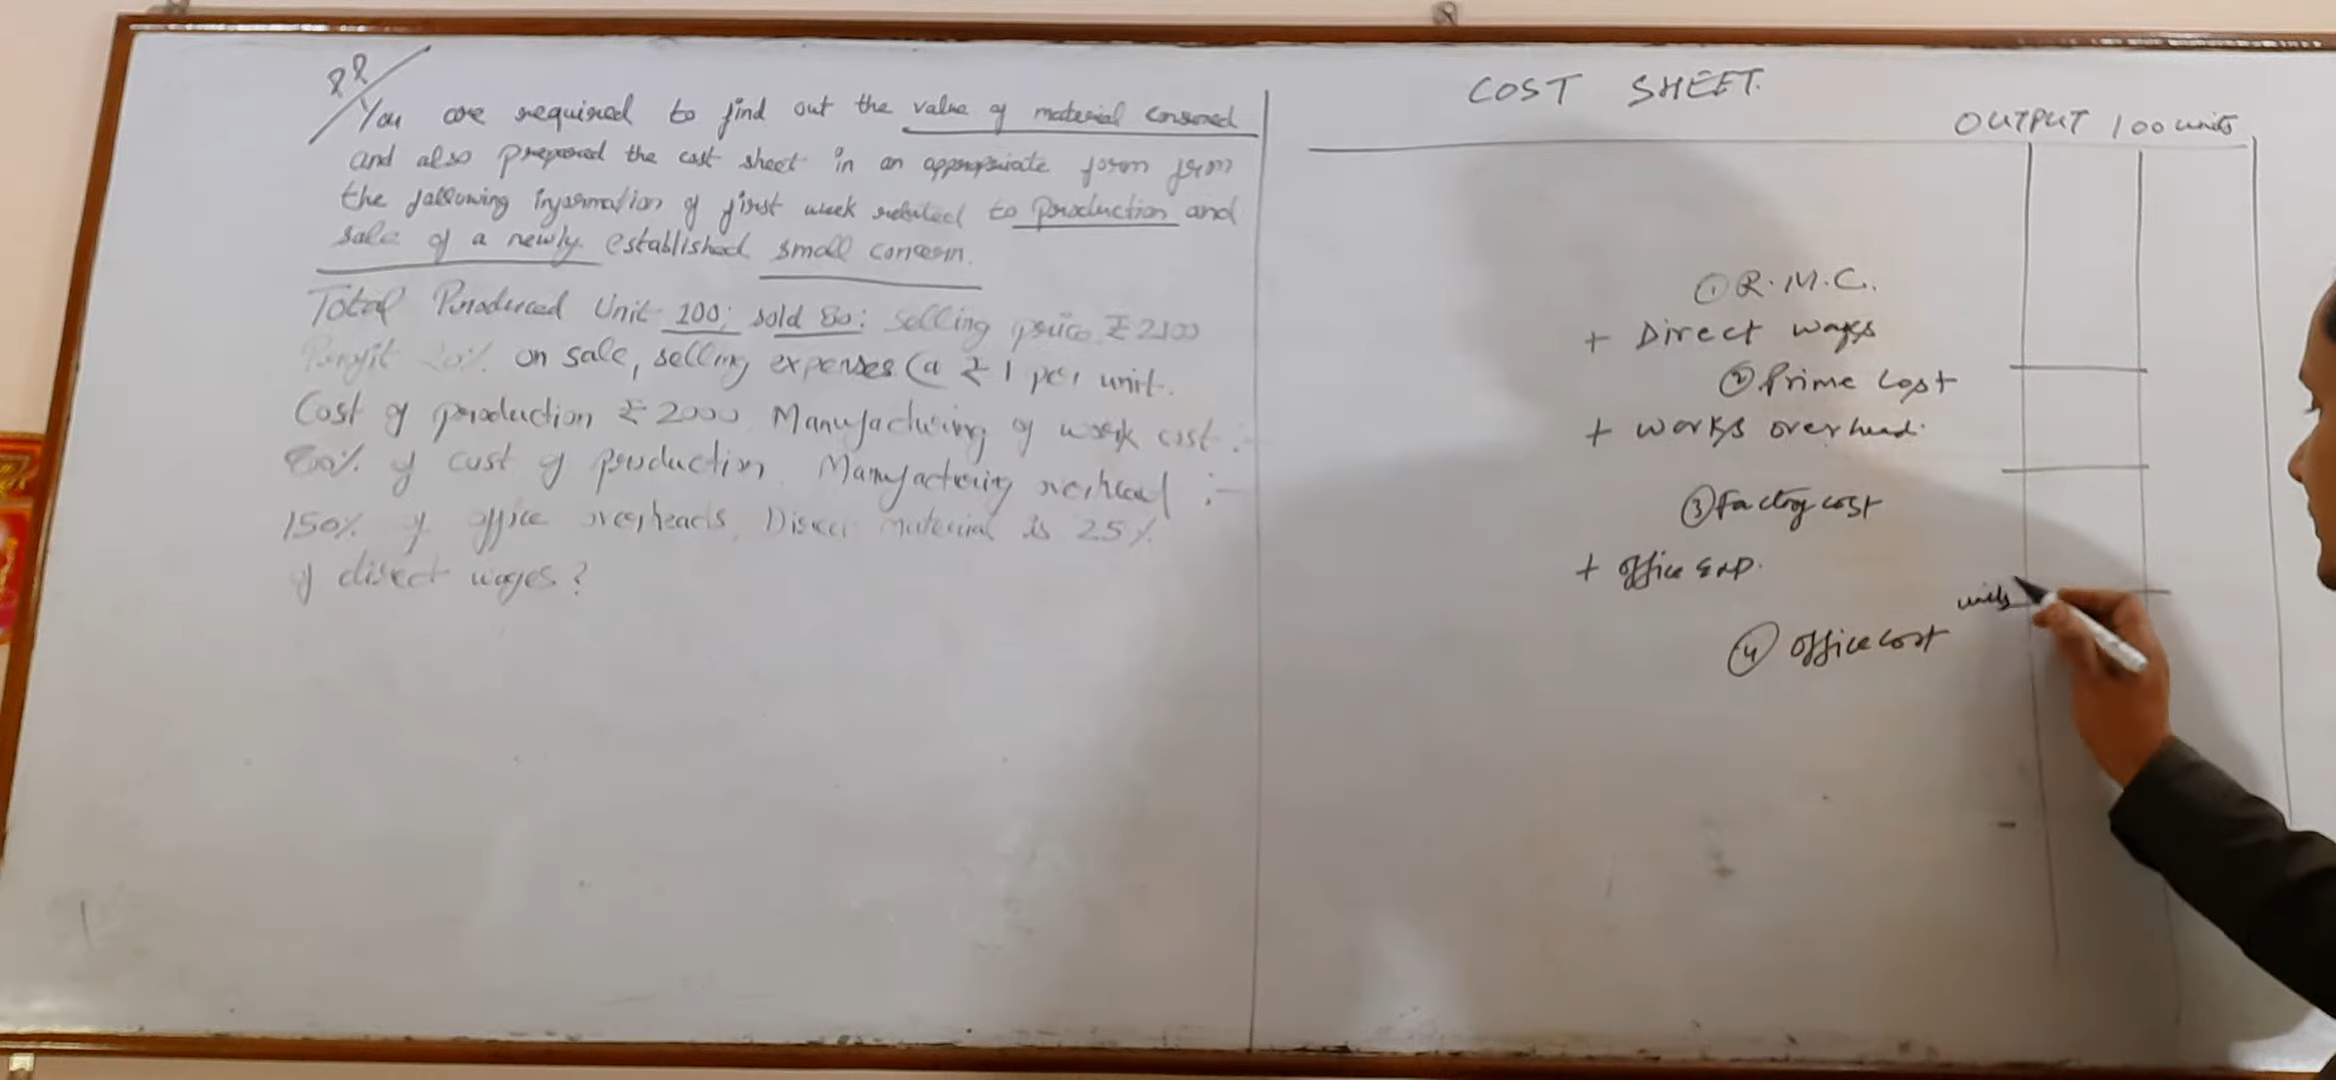 22
You are required to find out the value of material consumed
and also prepared the cost sheet in an appropriate form from
the following information of first week related to production and
sale of a newly established small concern.
Total Produced Unit 100; sold 80; selling price ₹ 2100
Profit 20% on sale, selling expenses @ ₹ 1 per unit.
Cost of production ₹ 2000 Manufacturing of work cost :-
80% of cost of production. Manufacturing overhead :-
150% of office overheads. Direct material is 25%
of direct wages?
COST SHEET.
OUTPUT 100 units
① R.M.C.
+ Direct wages
② Prime Cost
+ works overhead.
③ Factory cost
+ office Exp.
units
④ office cost